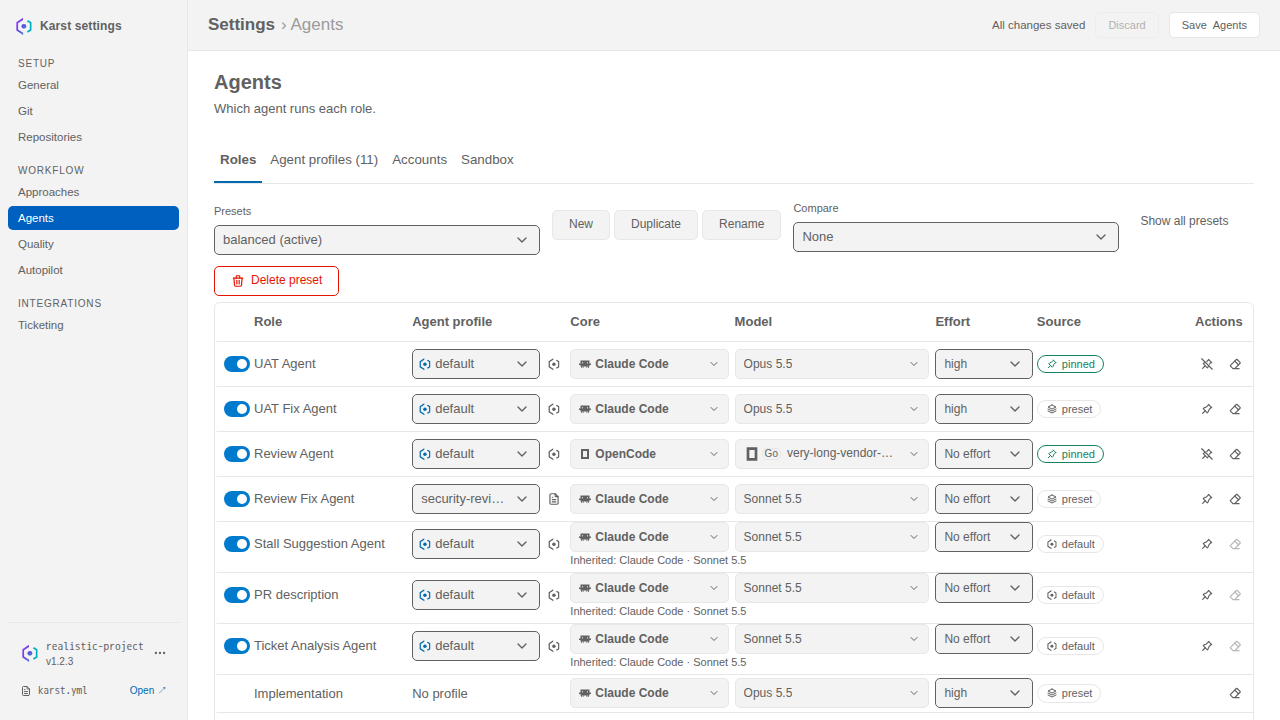 Karst settings
Settings › Agents
All changes saved
Discard
Save Agents
SETUP
General
Git
Repositories
WORKFLOW
Approaches
Agents
Quality
Autopilot
INTEGRATIONS
Ticketing
realistic-project
v1.2.3
karst.yml
Open ↗
Agents
Which agent runs each role.
Roles
Agent profiles (11)
Accounts
Sandbox
Presets
balanced (active)
New
Duplicate
Rename
Compare
None
Show all presets
Delete preset
Role Agent profile Core Model Effort Source Actions
UAT Agent default Claude Code Opus 5.5 high pinned
UAT Fix Agent default Claude Code Opus 5.5 high preset
Review Agent default OpenCode Go very-long-vendor-… No effort pinned
Review Fix Agent security-revi… Claude Code Sonnet 5.5 No effort preset
Stall Suggestion Agent default Claude Code Sonnet 5.5 No effort default
Inherited: Claude Code · Sonnet 5.5
PR description default Claude Code Sonnet 5.5 No effort default
Inherited: Claude Code · Sonnet 5.5
Ticket Analysis Agent default Claude Code Sonnet 5.5 No effort default
Inherited: Claude Code · Sonnet 5.5
Implementation No profile Claude Code Opus 5.5 high preset